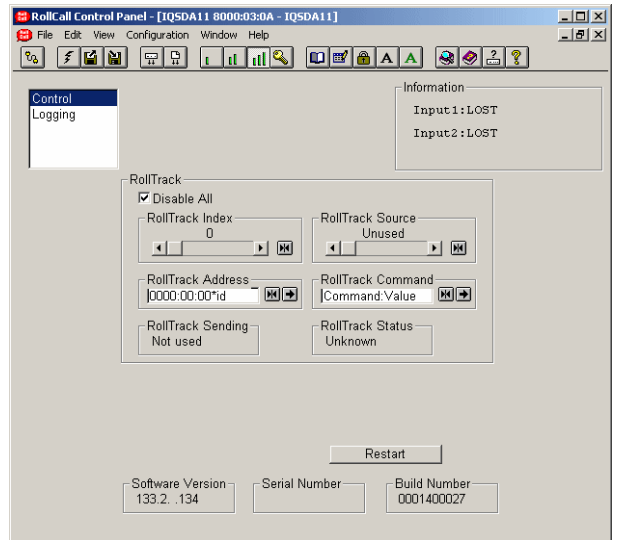 RollCall Control Panel - [IQSDA11 8000:03:0A - IQSDA11]
File Edit View Configuration Window Help
A A ?
Control
Logging
Information
Input1:LOST
Input2:LOST
RollTrack
Disable All
RollTrack Index
0
RollTrack Source
Unused
RollTrack Address
0000:00:00*id
RollTrack Command
Command:Value
RollTrack Sending
Not used
RollTrack Status
Unknown
Restart
Software Version
133.2. .134
Serial Number
Build Number
0001400027